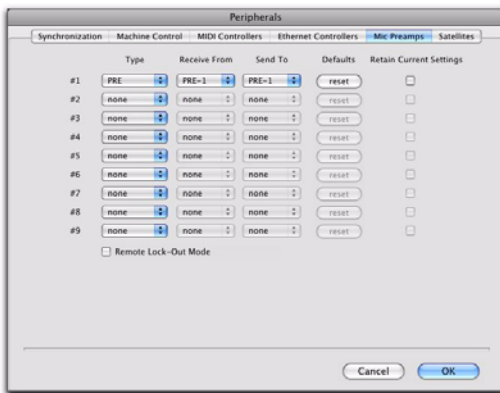 Peripherals
Synchronization Machine Control MIDI Controllers Ethernet Controllers Mic Preamps Satellites
Type Receive From Send To Defaults Retain Current Settings
#1 PRE PRE-1 PRE-1 reset
#2 none none none reset
#3 none none none reset
#4 none none none reset
#5 none none none reset
#6 none none none reset
#7 none none none reset
#8 none none none reset
#9 none none none reset
Remote Lock-Out Mode
Cancel OK